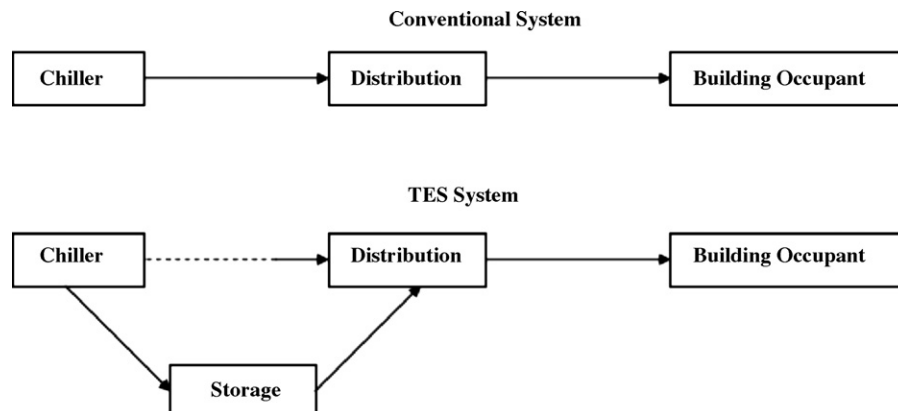 Conventional System
Chiller
Distribution
Building Occupant
TES System
Chiller
Distribution
Building Occupant
Storage